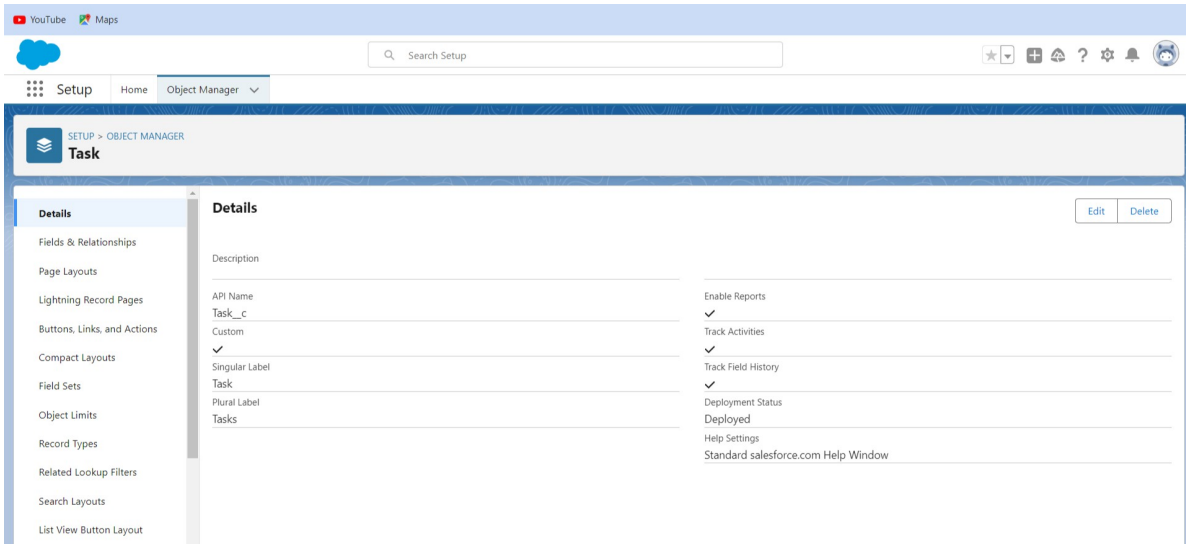 YouTube Maps
Search Setup
Setup Home Object Manager
SETUP > OBJECT MANAGER
Task
Details
Fields & Relationships
Page Layouts
Lightning Record Pages
Buttons, Links, and Actions
Compact Layouts
Field Sets
Object Limits
Record Types
Related Lookup Filters
Search Layouts
List View Button Layout
Details
Edit Delete
Description
API Name
Task__c
Custom
Singular Label
Task
Plural Label
Tasks
Enable Reports
Track Activities
Track Field History
Deployment Status
Deployed
Help Settings
Standard salesforce.com Help Window